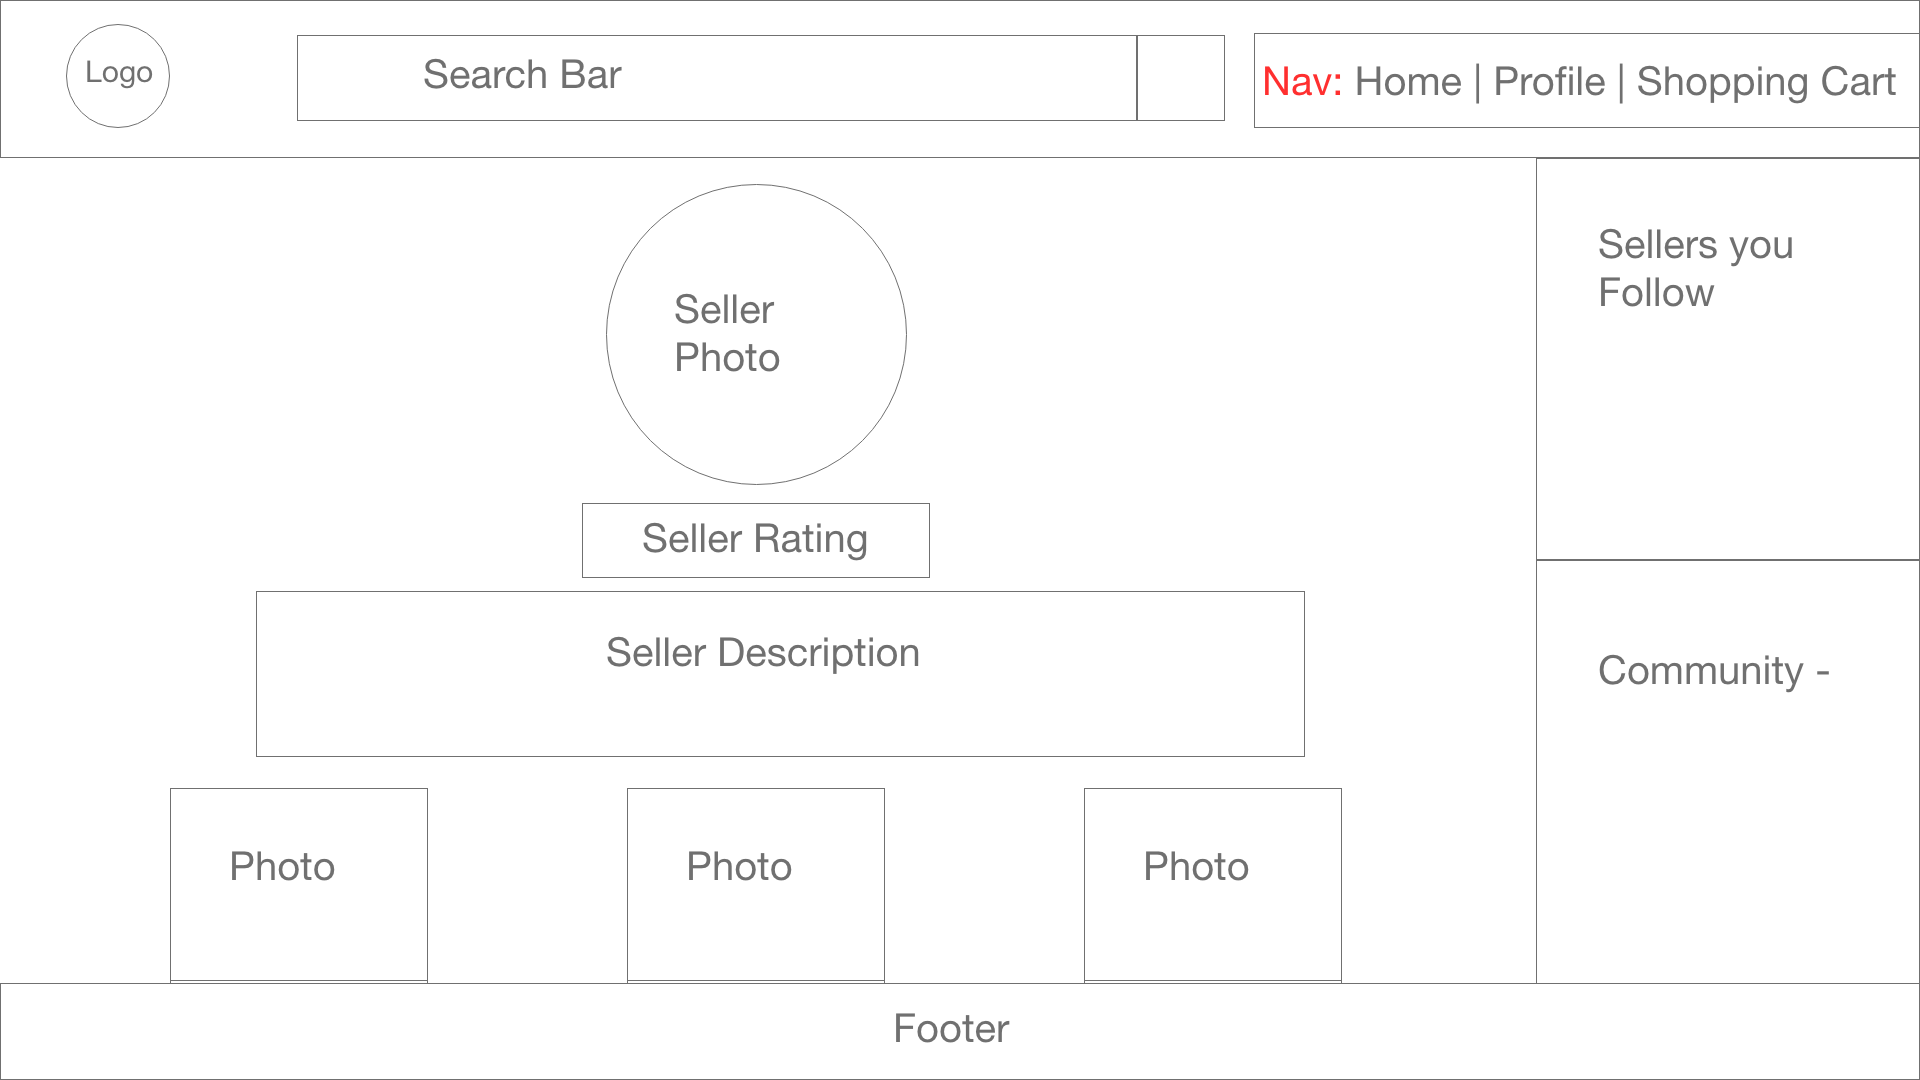 Logo
Search Bar
Nav: Home | Profile | Shopping Cart
Seller
Photo
Seller Rating
Seller Description
Photo
Photo
Photo
Sellers you
Follow
Community -
Footer